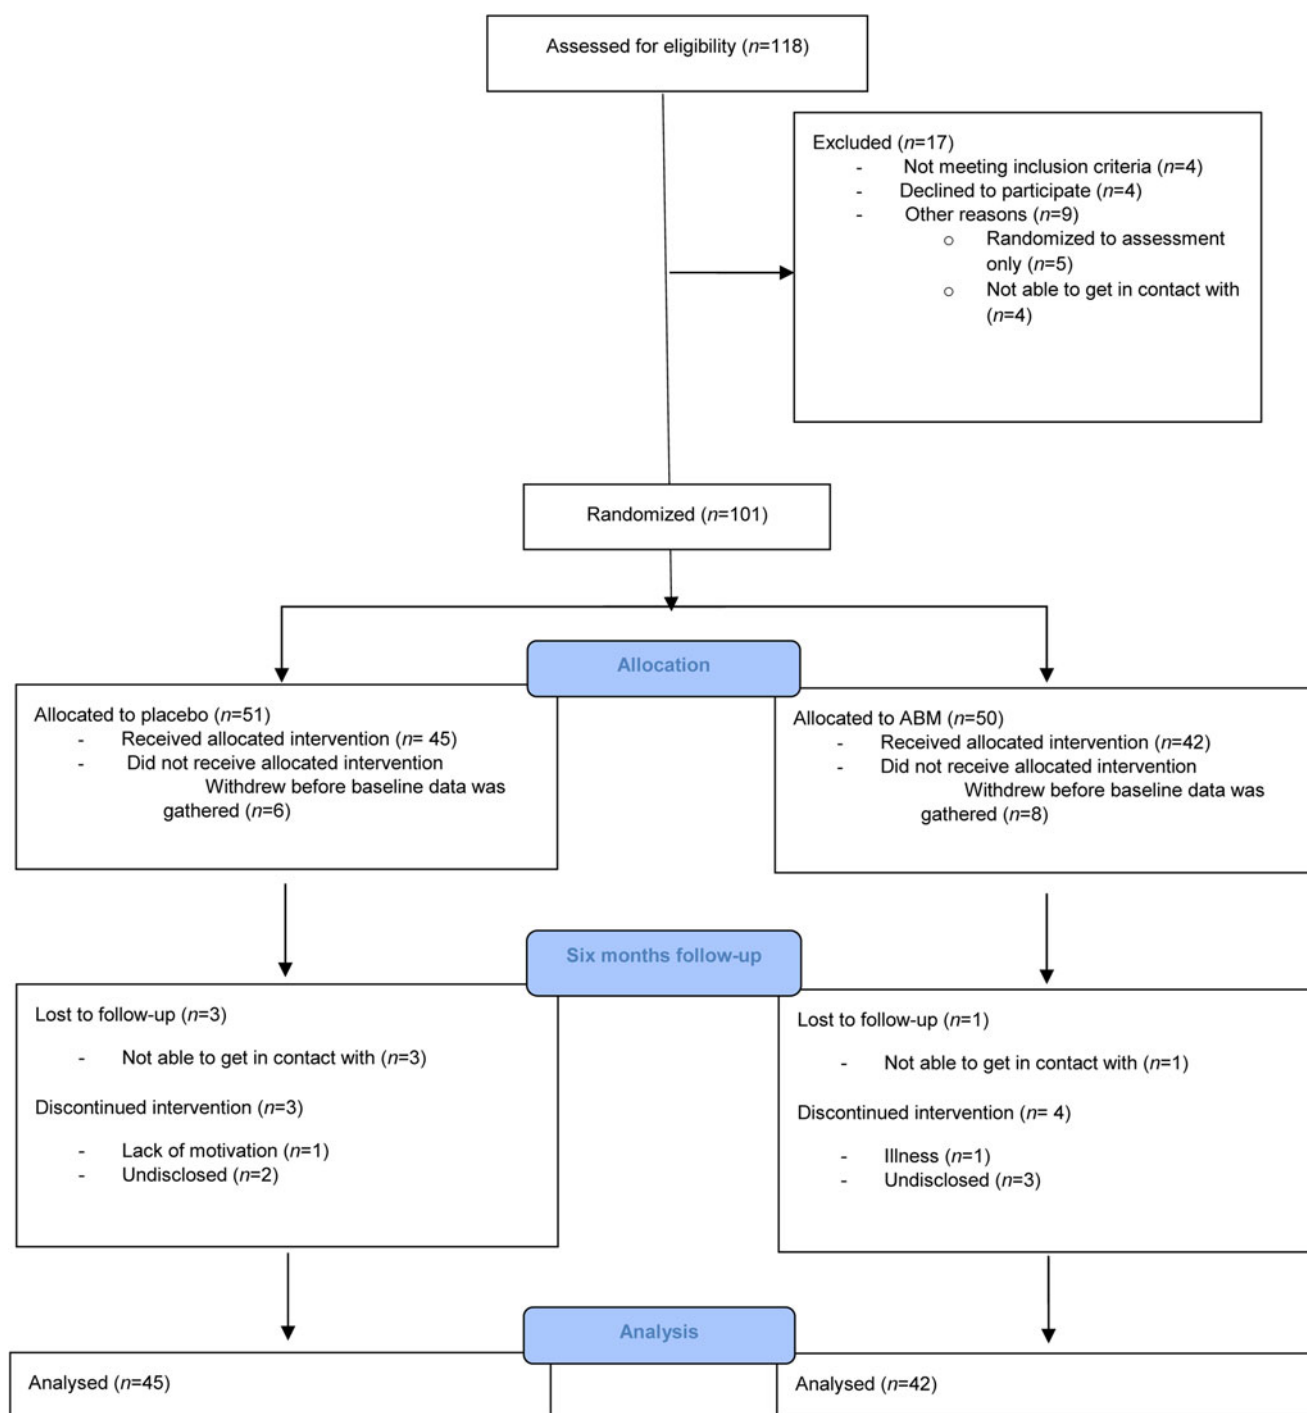 Assessed for eligibility (n=118)
Excluded (n=17)
- Not meeting inclusion criteria (n=4)
- Declined to participate (n=4)
- Other reasons (n=9)
o Randomized to assessment
only (n=5)
o Not able to get in contact with
(n=4)
Randomized (n=101)
Allocation
Allocated to placebo (n=51)
- Received allocated intervention (n= 45)
- Did not receive allocated intervention
Withdrew before baseline data was
gathered (n=6)
Allocated to ABM (n=50)
- Received allocated intervention (n=42)
- Did not receive allocated intervention
Withdrew before baseline data was
gathered (n=8)
Six months follow-up
Lost to follow-up (n=3)
- Not able to get in contact with (n=3)
Discontinued intervention (n=3)
- Lack of motivation (n=1)
- Undisclosed (n=2)
Lost to follow-up (n=1)
- Not able to get in contact with (n=1)
Discontinued intervention (n= 4)
- Illness (n=1)
- Undisclosed (n=3)
Analysis
Analysed (n=45)
Analysed (n=42)